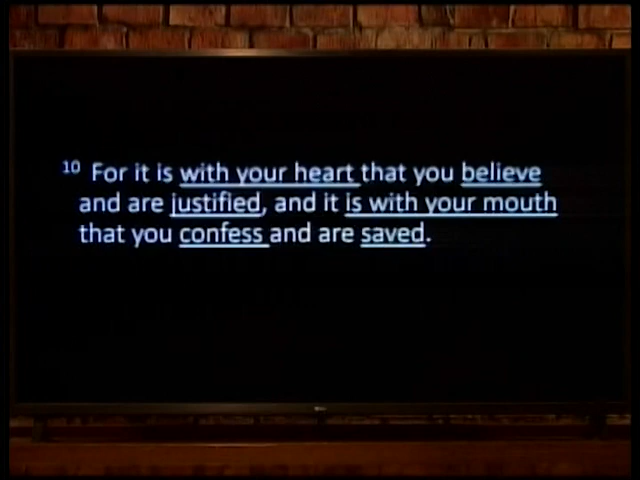 10 For it is with your heart that you believe
and are justified, and it is with your mouth
that you confess and are saved.